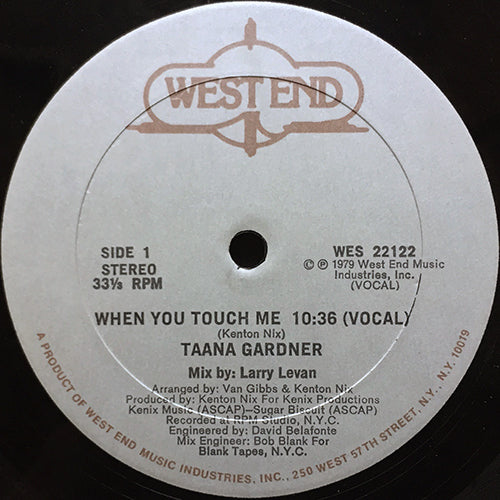 WEST END
SIDE 1
STEREO
33⅓ RPM
WES 22122
© ℗ 1979 West End Music
Industries, Inc.
(VOCAL)
WHEN YOU TOUCH ME 10:36 (VOCAL)
(Kenton Nix)
TAANA GARDNER
Mix by: Larry Levan
Arranged by: Van Gibbs & Kenton Nix
Produced by: Kenton Nix For Kenix Productions
Kenix Music (ASCAP)—Sugar Biscuit (ASCAP)
Recorded at RPM Studio, N.Y.C.
Engineered by: David Belafonte
Mix Engineer: Bob Blank For
Blank Tapes, N.Y.C.
A PRODUCT OF WEST END MUSIC INDUSTRIES, INC., 250 WEST 57TH STREET, N.Y., N.Y. 10019